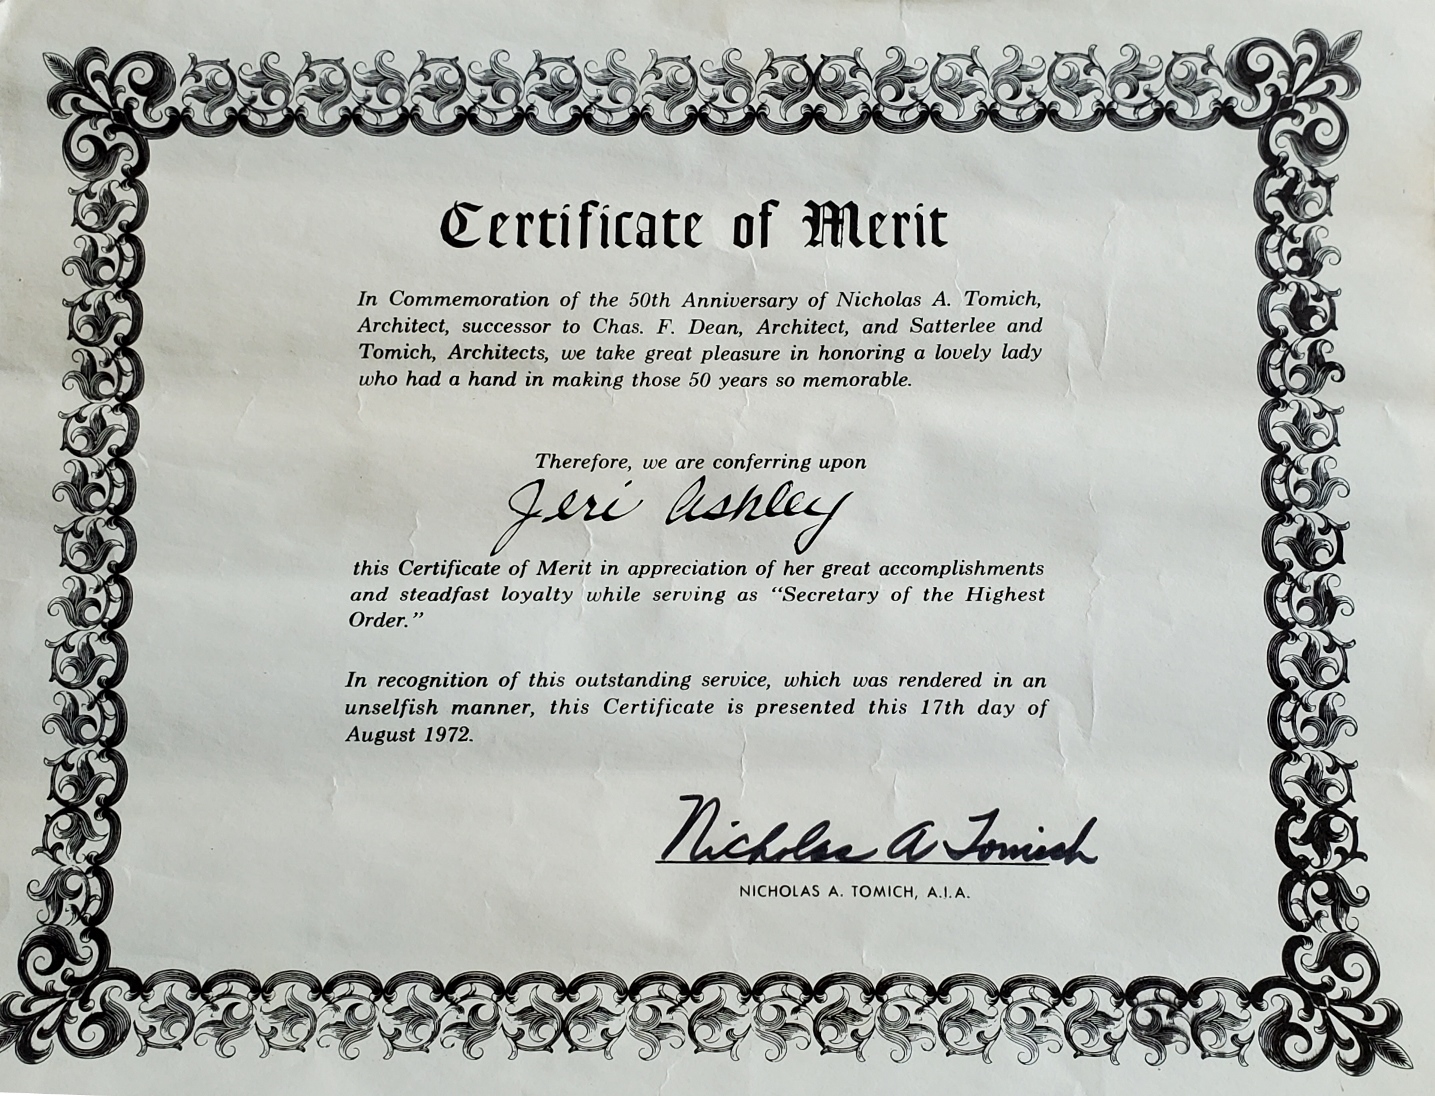 Certificate of Merit
In Commemoration of the 50th Anniversary of Nicholas A. Tomich,
Architect, successor to Chas. F. Dean, Architect, and Satterlee and
Tomich, Architects, we take great pleasure in honoring a lovely lady
who had a hand in making those 50 years so memorable.
Therefore, we are conferring upon
Jeri Ashley
this Certificate of Merit in appreciation of her great accomplishments
and steadfast loyalty while serving as “Secretary of the Highest
Order.”
In recognition of this outstanding service, which was rendered in an
unselfish manner, this Certificate is presented this 17th day of
August 1972.
Nicholas A Tomich
NICHOLAS A. TOMICH, A.I.A.